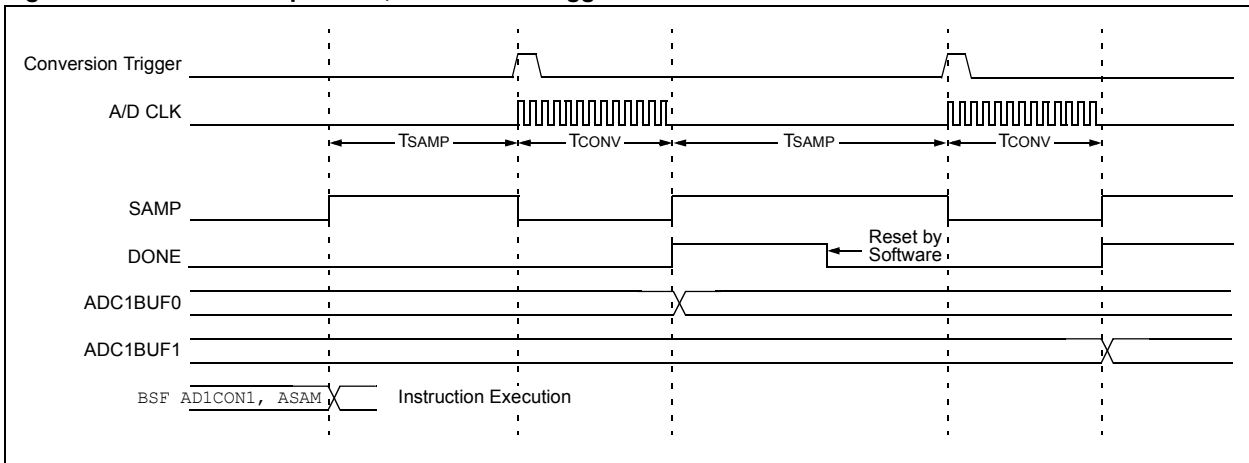 Conversion Trigger
A/D CLK
TSAMP
TCONV
TSAMP
TCONV
SAMP
DONE
Reset by
Software
ADC1BUF0
ADC1BUF1
BSF AD1CON1, ASAM
Instruction Execution